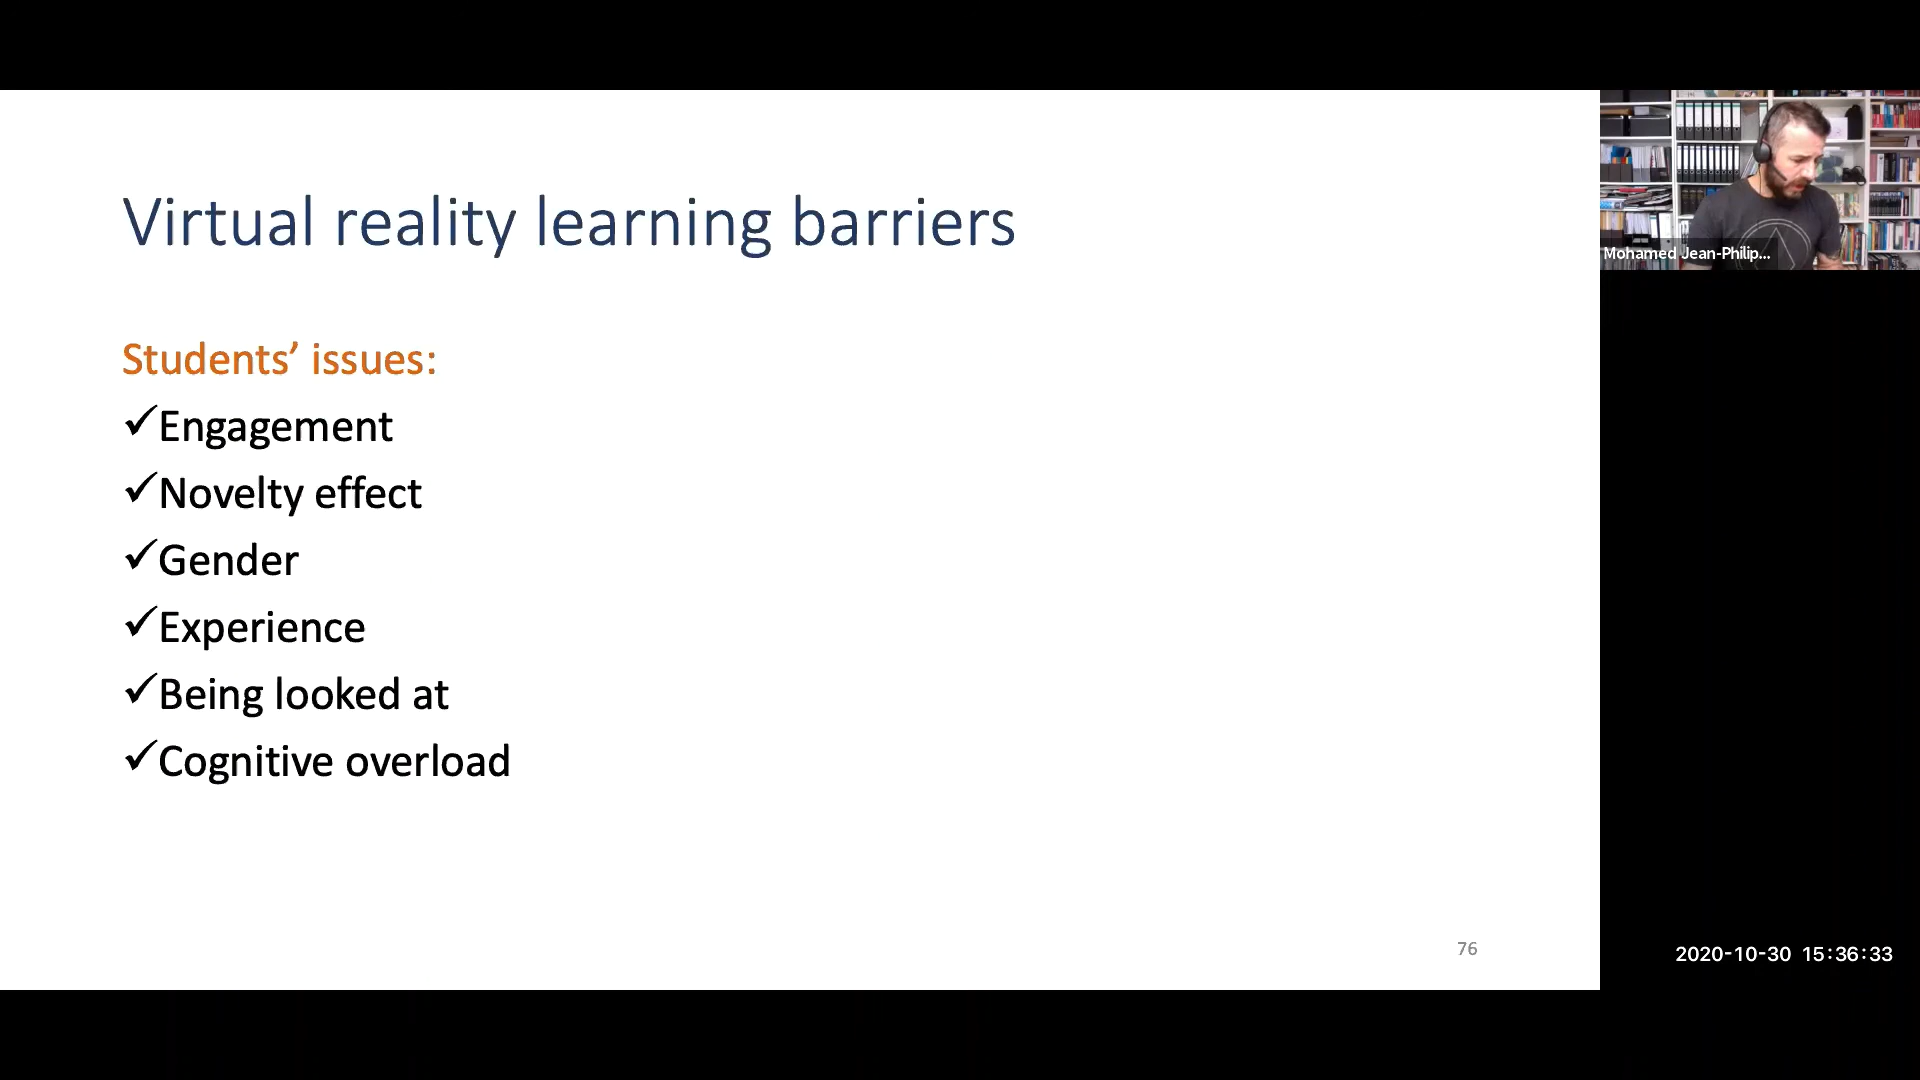 Virtual reality learning barriers
Students’ issues:
✓Engagement
✓Novelty effect
✓Gender
✓Experience
✓Being looked at
✓Cognitive overload
76
Mohamed Jean-Philip...
2020-10-30 15:36:33